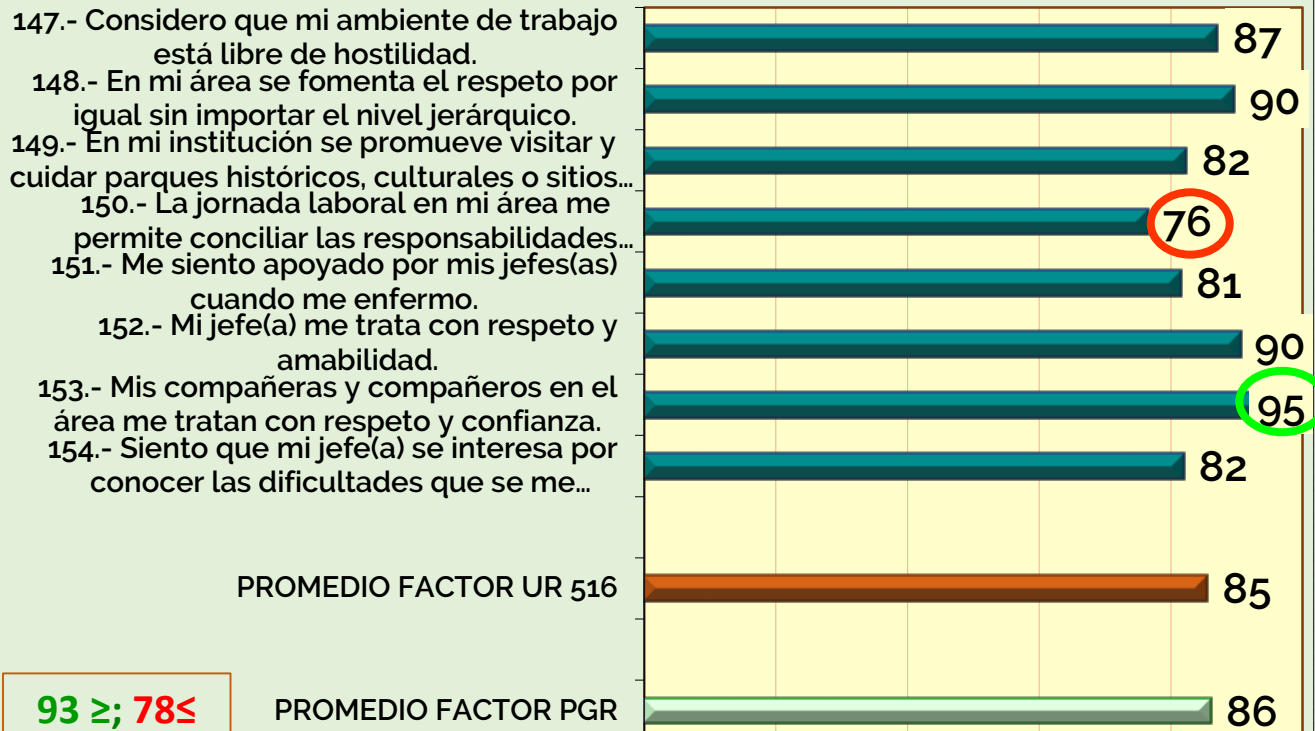 147.- Considero que mi ambiente de trabajo
está libre de hostilidad.
87
148.- En mi área se fomenta el respeto por
igual sin importar el nivel jerárquico.
90
149.- En mi institución se promueve visitar y
cuidar parques históricos, culturales o sitios...
82
150.- La jornada laboral en mi área me
permite conciliar las responsabilidades...
76
151.- Me siento apoyado por mis jefes(as)
cuando me enfermo.
81
152.- Mi jefe(a) me trata con respeto y
amabilidad.
90
153.- Mis compañeras y compañeros en el
área me tratan con respeto y confianza.
95
154.- Siento que mi jefe(a) se interesa por
conocer las dificultades que se me...
82
PROMEDIO FACTOR UR 516
85
93 ≥; 78≤
PROMEDIO FACTOR PGR
86